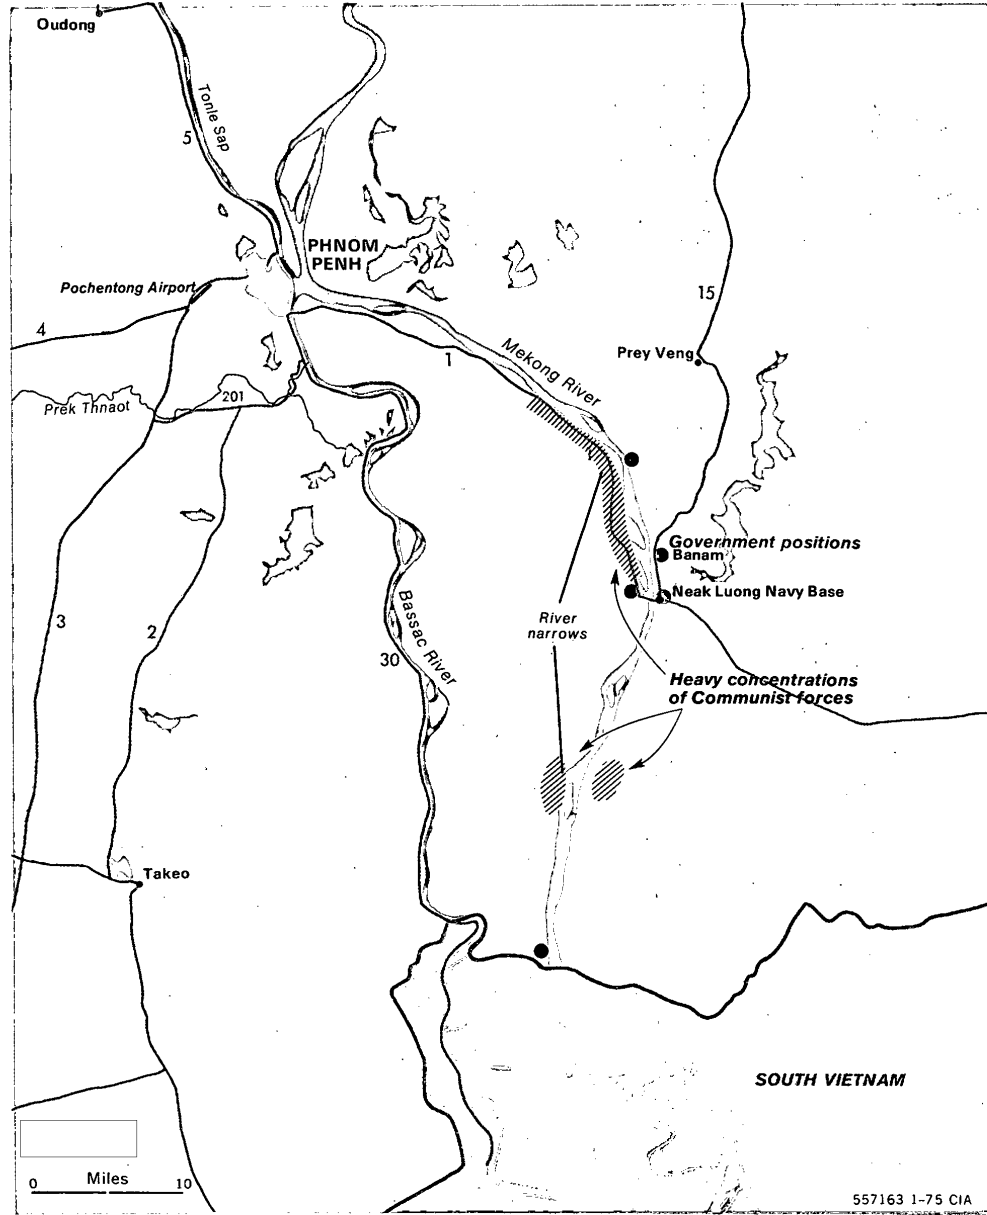 Oudong
Tonle Sap
5
PHNOM
PENH
Pochentong Airport
4
1
Mekong River
15
Prey Veng
Prek Thnaot
201
Government positions
Banam
Neak Luong Navy Base
3
2
30
Bassac River
River
narrows
Heavy concentrations
of Communist forces
Takeo
SOUTH VIETNAM
0 Miles 10
557163 1-75 CIA